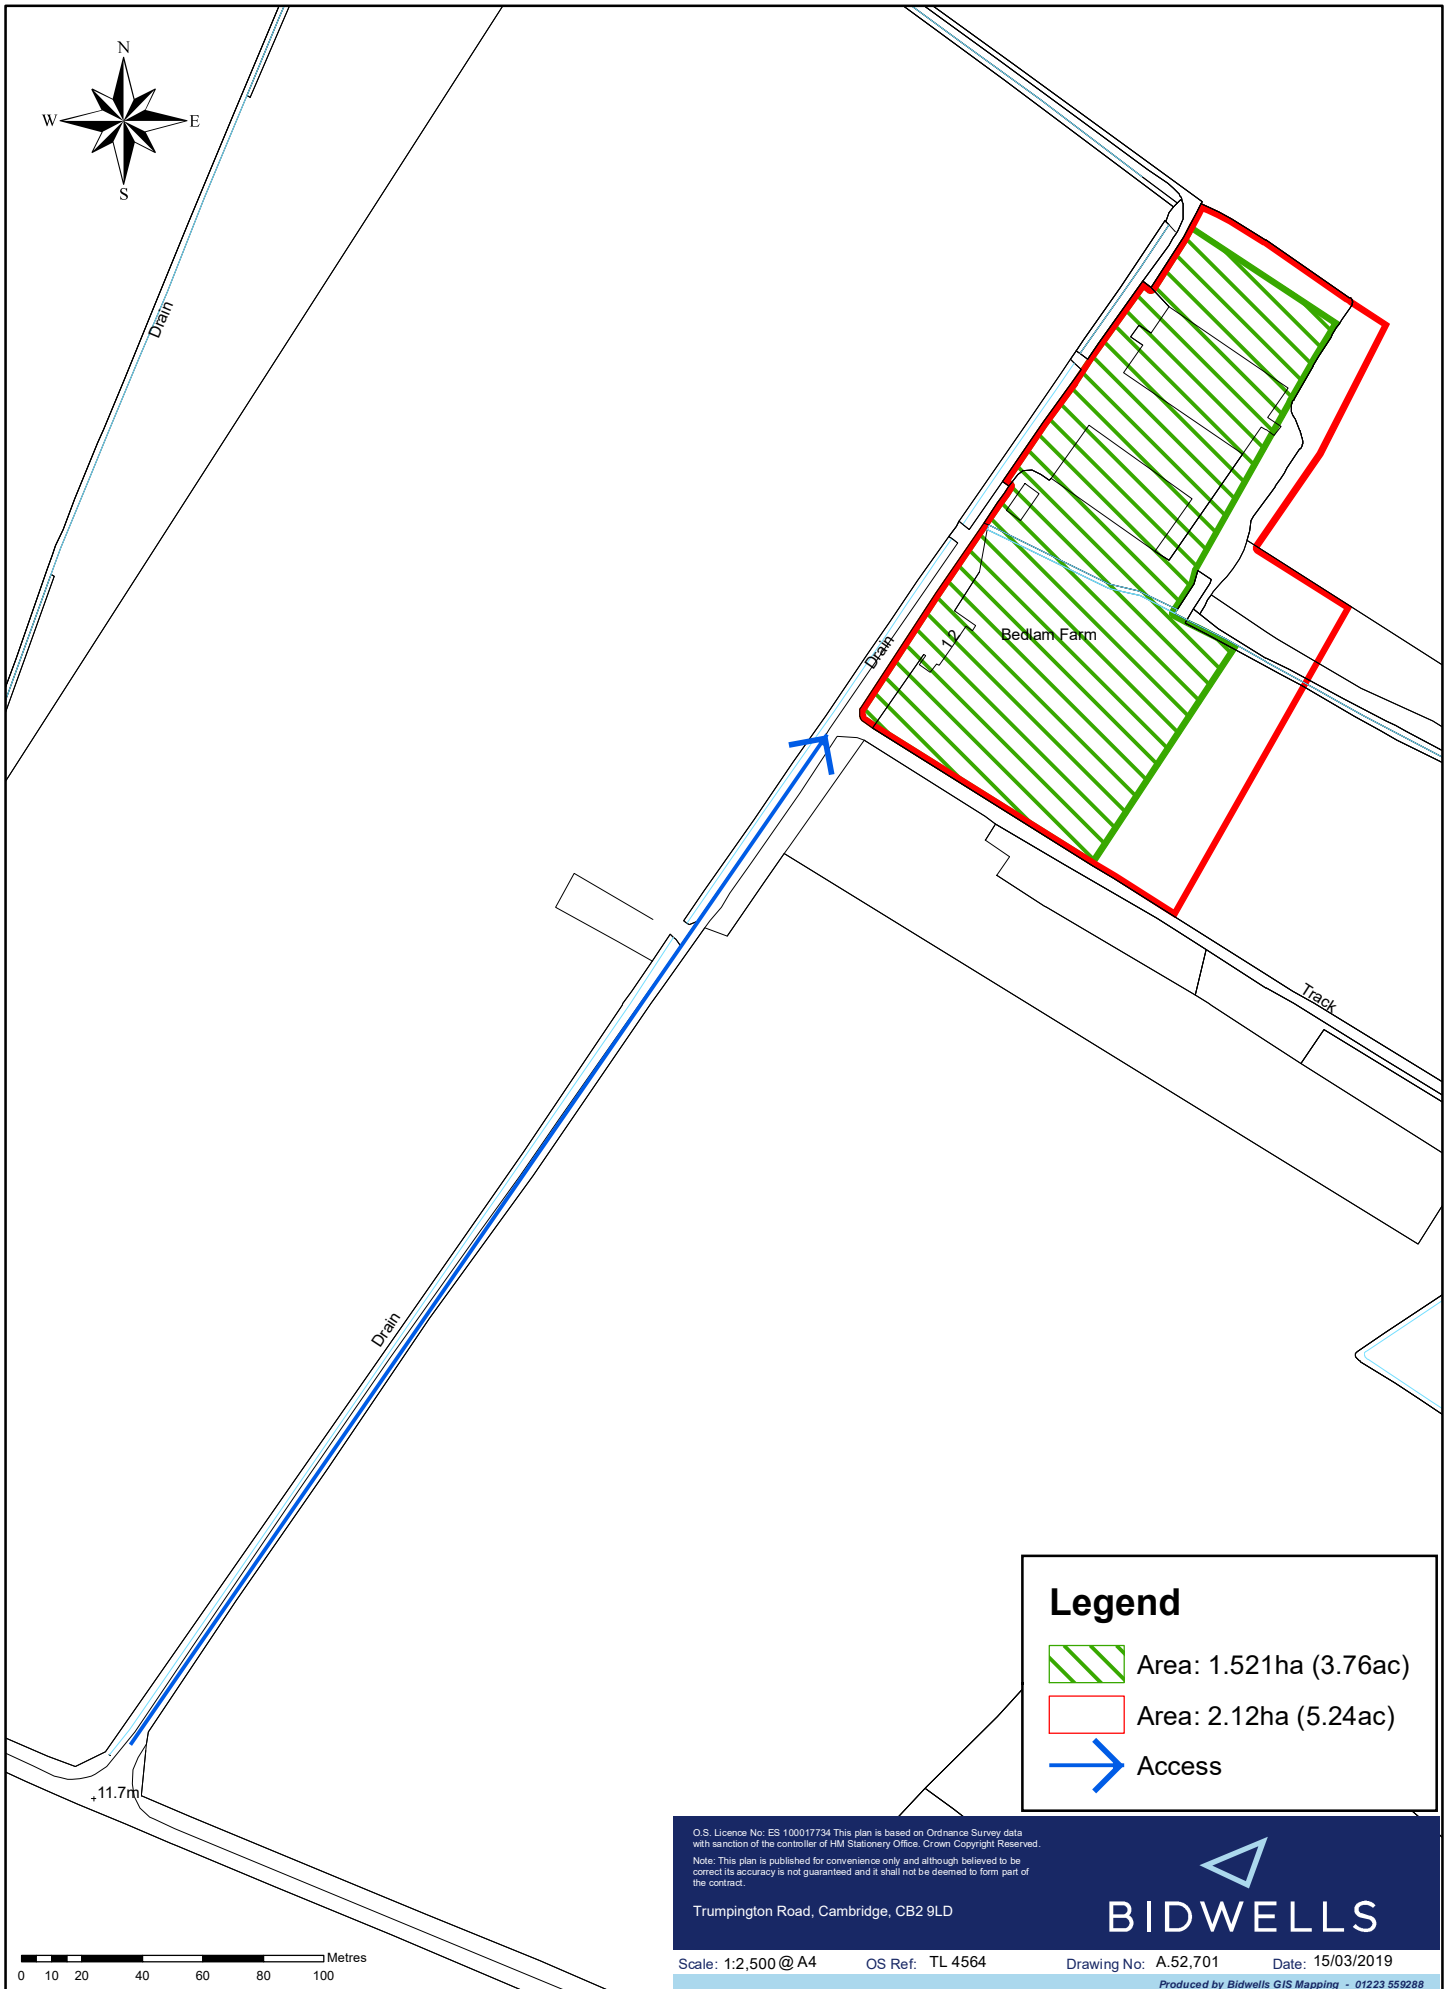 N
W E
S
Drain
Drain
12
Bedlam Farm
Track
Drain
11.7m
Legend
Area: 1.521ha (3.76ac)
Area: 2.12ha (5.24ac)
Access
O.S. Licence No: ES 100017734 This plan is based on Ordnance Survey data
with sanction of the controller of HM Stationery Office. Crown Copyright Reserved.
Note: This plan is published for convenience only and although believed to be
correct its accuracy is not guaranteed and it shall not be deemed to form part of
the contract.
Trumpington Road, Cambridge, CB2 9LD
BIDWELLS
Metres
0 10 20 40 60 80 100
Scale: 1:2,500 @ A4 OS Ref: TL 4564 Drawing No: A.52,701 Date: 15/03/2019
Produced by Bidwells GIS Mapping - 01223 559288